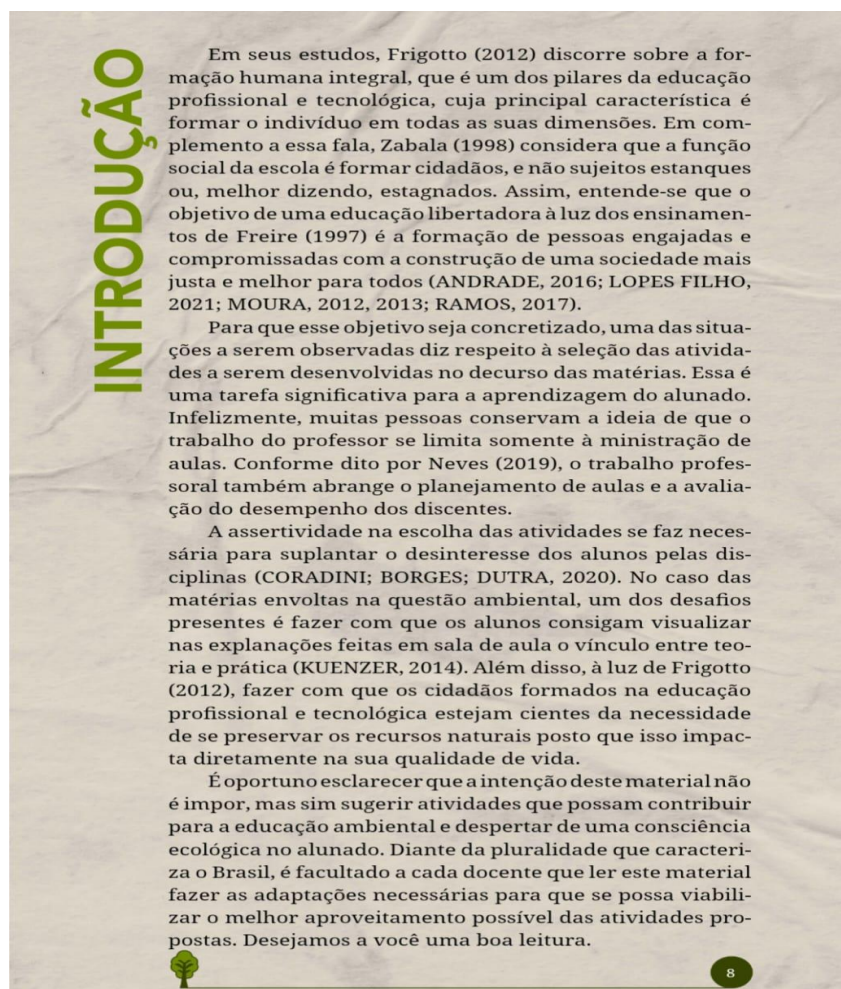 INTRODUÇÃO
Em seus estudos, Frigotto (2012) discorre sobre a for-
mação humana integral, que é um dos pilares da educação
profissional e tecnológica, cuja principal característica é
formar o indivíduo em todas as suas dimensões. Em com-
plemento a essa fala, Zabala (1998) considera que a função
social da escola é formar cidadãos, e não sujeitos estanques
ou, melhor dizendo, estagnados. Assim, entende-se que o
objetivo de uma educação libertadora à luz dos ensinamen-
tos de Freire (1997) é a formação de pessoas engajadas e
compromissadas com a construção de uma sociedade mais
justa e melhor para todos (ANDRADE, 2016; LOPES FILHO,
2021; MOURA, 2012, 2013; RAMOS, 2017).
Para que esse objetivo seja concretizado, uma das situa-
ções a serem observadas diz respeito à seleção das ativida-
des a serem desenvolvidas no decurso das matérias. Essa é
uma tarefa significativa para a aprendizagem do alunado.
Infelizmente, muitas pessoas conservam a ideia de que o
trabalho do professor se limita somente à ministração de
aulas. Conforme dito por Neves (2019), o trabalho profes-
soral também abrange o planejamento de aulas e a avalia-
ção do desempenho dos discentes.
A assertividade na escolha das atividades se faz neces-
sária para suplantar o desinteresse dos alunos pelas dis-
ciplinas (CORADINI; BORGES; DUTRA, 2020). No caso das
matérias envoltas na questão ambiental, um dos desafios
presentes é fazer com que os alunos consigam visualizar
nas explanações feitas em sala de aula o vínculo entre teo-
ria e prática (KUENZER, 2014). Além disso, à luz de Frigotto
(2012), fazer com que os cidadãos formados na educação
profissional e tecnológica estejam cientes da necessidade
de se preservar os recursos naturais posto que isso impac-
ta diretamente na sua qualidade de vida.
É oportuno esclarecer que a intenção deste material não
é impor, mas sim sugerir atividades que possam contribuir
para a educação ambiental e despertar de uma consciência
ecológica no alunado. Diante da pluralidade que caracteri-
za o Brasil, é facultado a cada docente que ler este material
fazer as adaptações necessárias para que se possa viabili-
zar o melhor aproveitamento possível das atividades pro-
postas. Desejamos a você uma boa leitura.
8